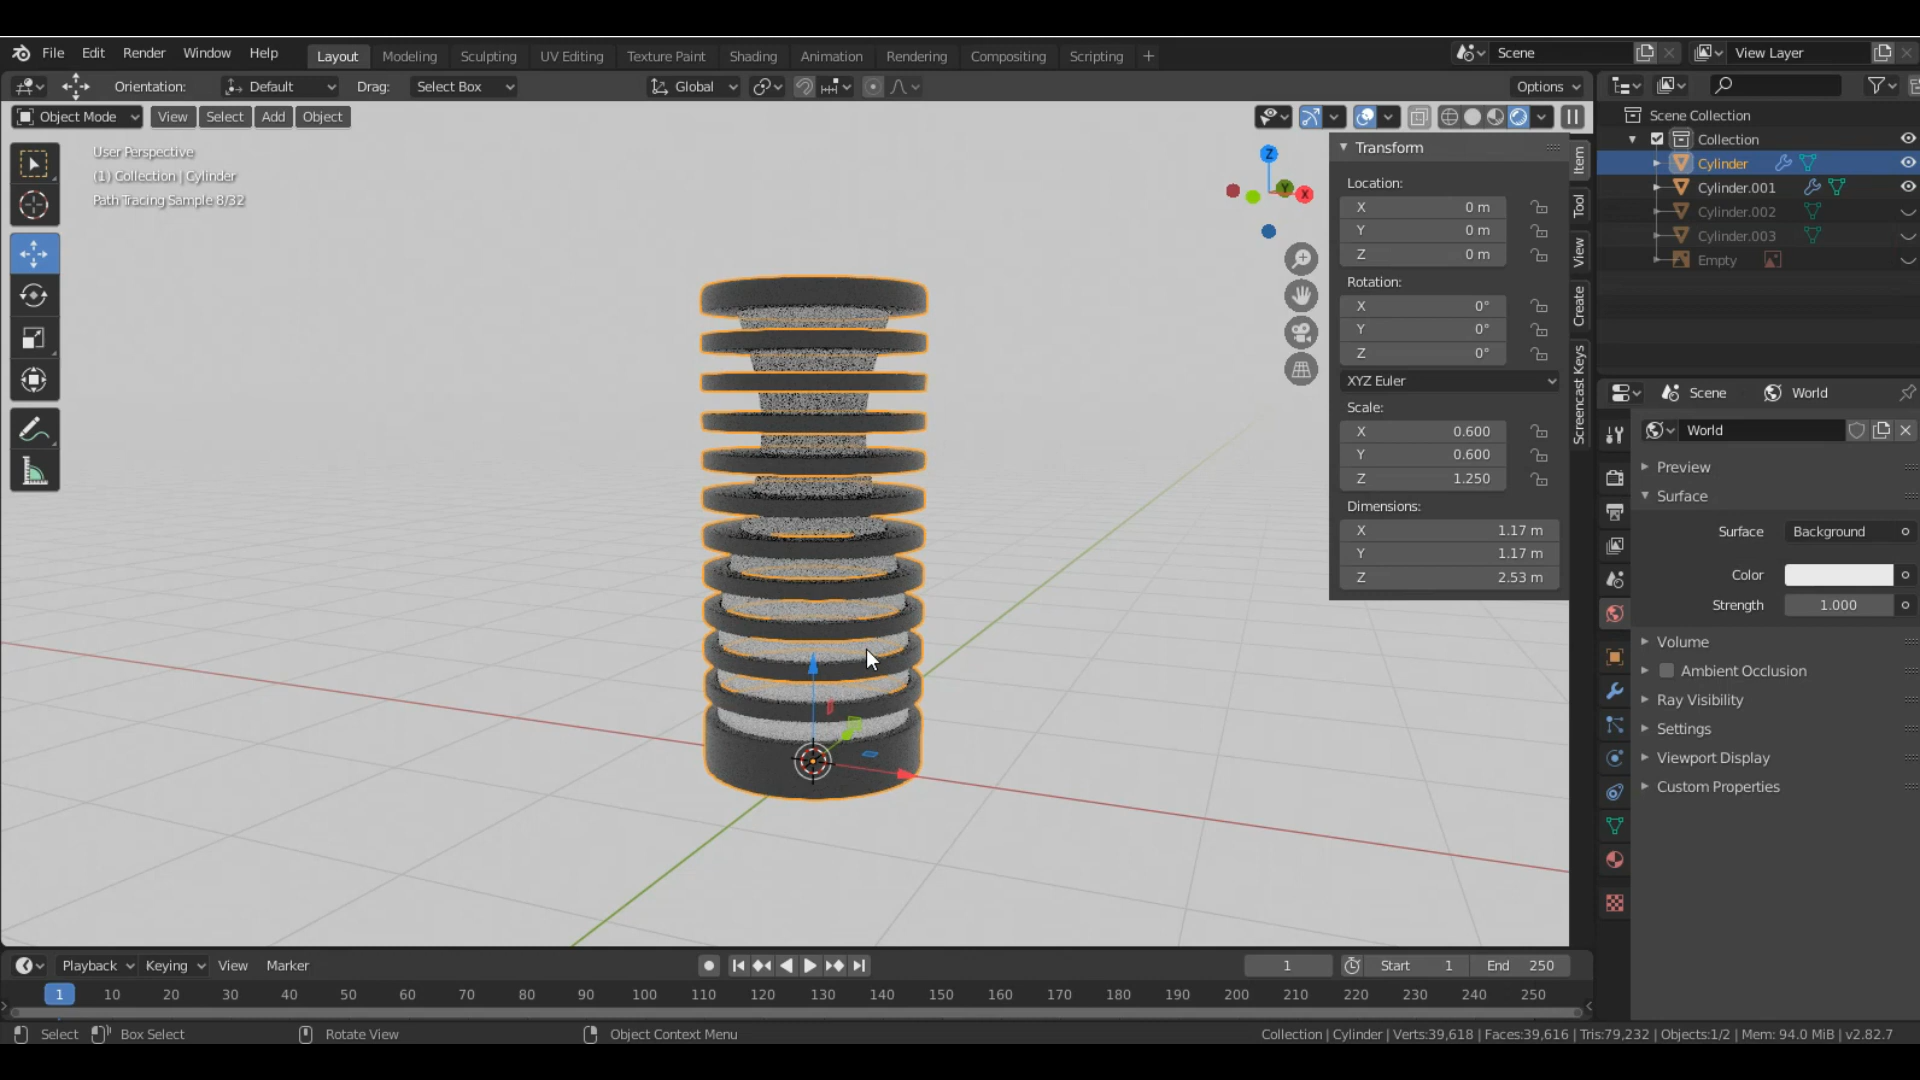 File Edit Render Window Help Layout Modeling Sculpting UV Editing Texture Paint Shading Animation Rendering Compositing Scripting + Scene View Layer
Orientation: Default Drag: Select Box Global Options
Object Mode View Select Add Object
User Perspective
(1) Collection | Cylinder
Path Tracing Sample 8/32
Z
Y
X
Transform
Location:
X 0 m
Y 0 m
Z 0 m
Rotation:
X 0°
Y 0°
Z 0°
XYZ Euler
Scale:
X 0.600
Y 0.600
Z 1.250
Dimensions:
X 1.17 m
Y 1.17 m
Z 2.53 m
Item
Tool
View
Create
Screencast Keys
Scene Collection
Collection
Cylinder
Cylinder.001
Cylinder.002
Cylinder.003
Empty
Scene World
World
Preview
Surface
Surface Background
Color
Strength 1.000
Volume
Ambient Occlusion
Ray Visibility
Settings
Viewport Display
Custom Properties
Playback Keying View Marker 1 Start 1 End 250
1 10 20 30 40 50 60 70 80 90 100 110 120 130 140 150 160 170 180 190 200 210 220 230 240 250
Select Box Select Rotate View Object Context Menu Collection | Cylinder | Verts:39,618 | Faces:39,616 | Tris:79,232 | Objects:1/2 | Mem: 94.0 MiB | v2.82.7